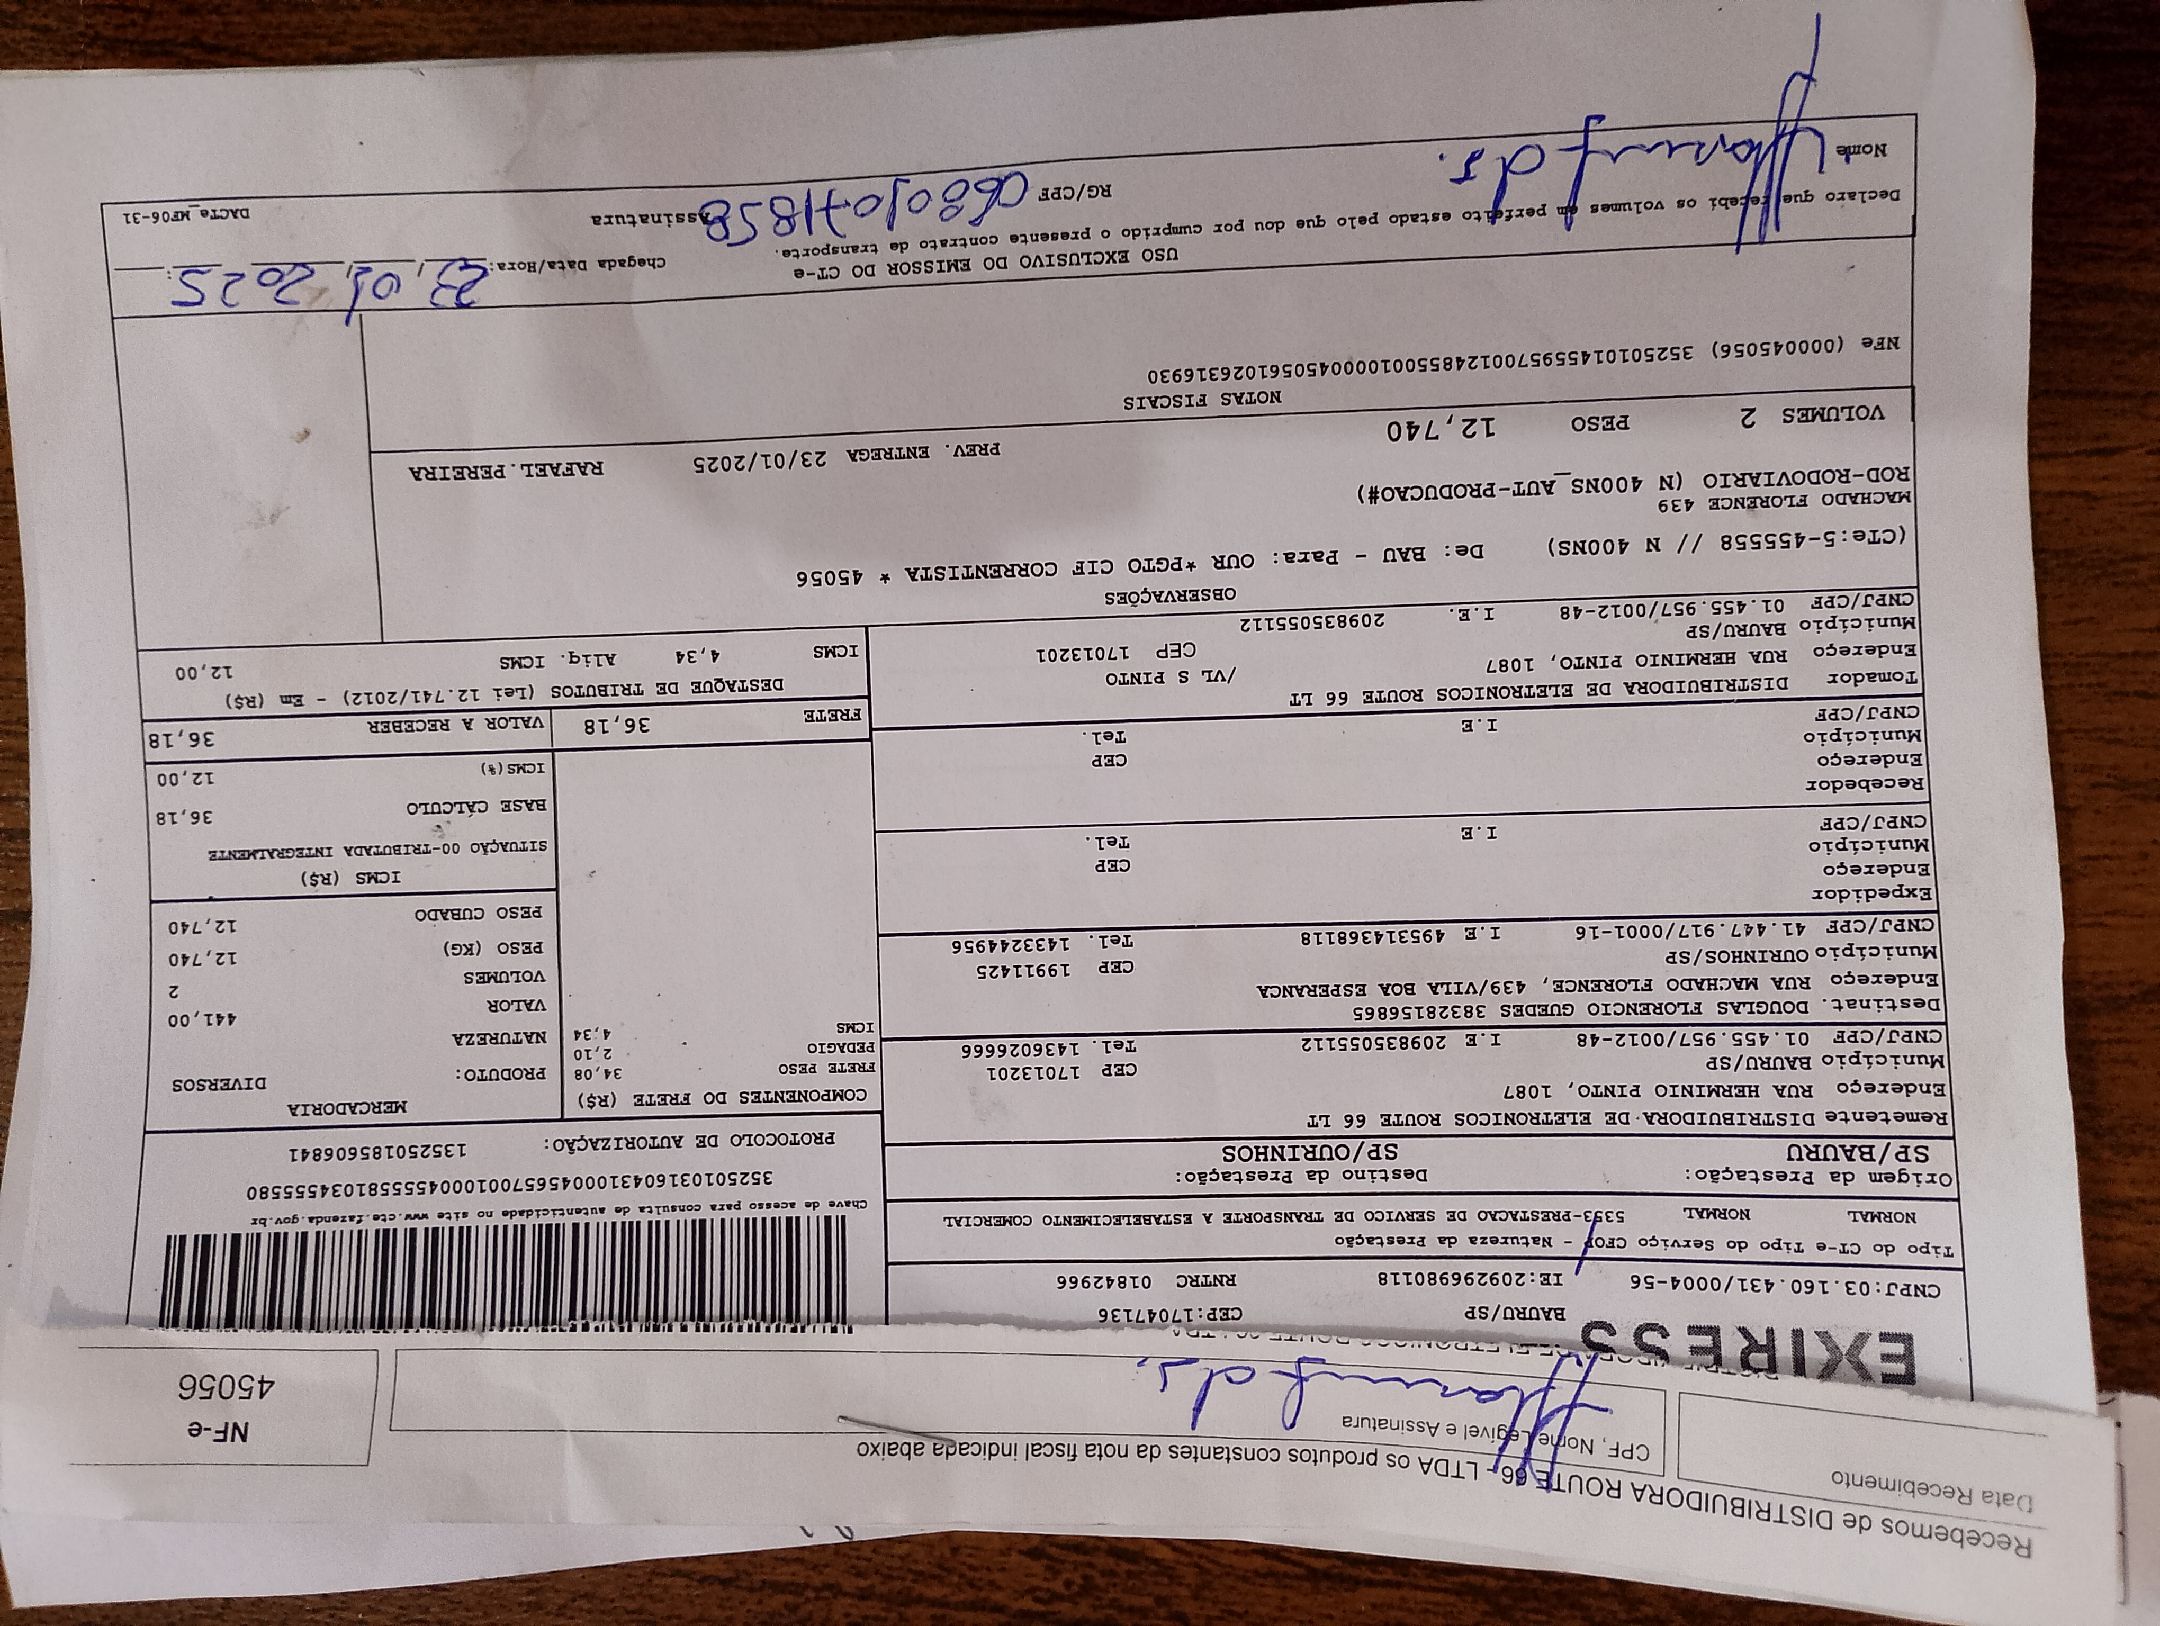 Recebemos de DISTRIBUIDORA ROUTE 66 - LTDA os produtos constantes da nota fiscal indicada abaixo
Data Recebimento
CPF, Nome Legível e Assinatura
NF-e
45056
EXPRESS
BAURU/SP CEP:17047136
CNPJ:03.160.431/0004-56 IE:209296980118 RNTRC 01842966
Tipo do CT-e Tipo do Serviço CFOP - Natureza da Prestação
NORMAL NORMAL 5353-PRESTACAO DE SERVICO DE TRANSPORTE A ESTABELECIMENTO COMERCIAL
Origem da Prestação: Destino da Prestação:
SP/BAURU SP/OURINHOS
Chave de acesso para consulta de autenticidade no site www.cte.fazenda.gov.br
35250103160431000456570010004555581034555580
PROTOCOLO DE AUTORIZAÇÃO: 135250185606841
Remetente DISTRIBUIDORA DE ELETRONICOS ROUTE 66 LT
Endereço RUA HERMINIO PINTO, 1087
Município BAURU/SP CEP 17013201
CNPJ/CPF 01.455.957/0012-48 I.E 209835055112 Tel. 1436026666
Destinat. DOUGLAS FLORENCIO GUEDES 38328156865
Endereço RUA MACHADO FLORENCE, 439/VILA BOA ESPERANCA
Município OURINHOS/SP CEP 19911425
CNPJ/CPF 41.447.917/0001-16 I.E 495314368118 Tel. 1433244956
Expedidor
Endereço CEP
Município Tel.
CNPJ/CPF I.E
Recebedor
Endereço CEP
Município Tel.
CNPJ/CPF I.E
Tomador DISTRIBUIDORA DE ELETRONICOS ROUTE 66 LT
Endereço RUA HERMINIO PINTO, 1087 /VL S PINTO
Município BAURU/SP CEP 17013201
CNPJ/CPF 01.455.957/0012-48 I.E. 209835055112
COMPONENTES DO FRETE (R$)
FRETE PESO 34,08
PEDAGIO 2,10
ICMS 4,34
MERCADORIA
PRODUTO: DIVERSOS
NATUREZA
VALOR 441,00
VOLUMES 2
PESO (KG) 12,740
PESO CUBADO 12,740
ICMS (R$)
SITUAÇÃO 00-TRIBUTADA INTEGRALMENTE
BASE CÁLCULO 36,18
ICMS(%) 12,00
FRETE 36,18 VALOR A RECEBER 36,18
DESTAQUE DE TRIBUTOS (Lei 12.741/2012) - Em (R$)
ICMS 4,34 Aliq. ICMS 12,00
OBSERVAÇÕES
(CTe:5-455558 // N 400NS) De: BAU - Para: OUR *PGTO CIF CORRENTISTA * 45056
MACHADO FLORENCE 439
ROD-RODOVIARIO (N 400NS_AUT-PRODUCAO#)
PREV. ENTREGA 23/01/2025 RAFAEL.PEREIRA
VOLUMES 2 PESO 12,740
NOTAS FISCAIS
NFe (000045056) 35250101455957001248550010000450561026316930
USO EXCLUSIVO DO EMISSOR DO CT-e
Chegada Data/Hora: 23, 01, 2025
Declaro que recebi os volumes em perfeito estado pelo que dou por cumprido o presente contrato de transporte.
Nome RG/CPF Assinatura DACTe_MF06-31